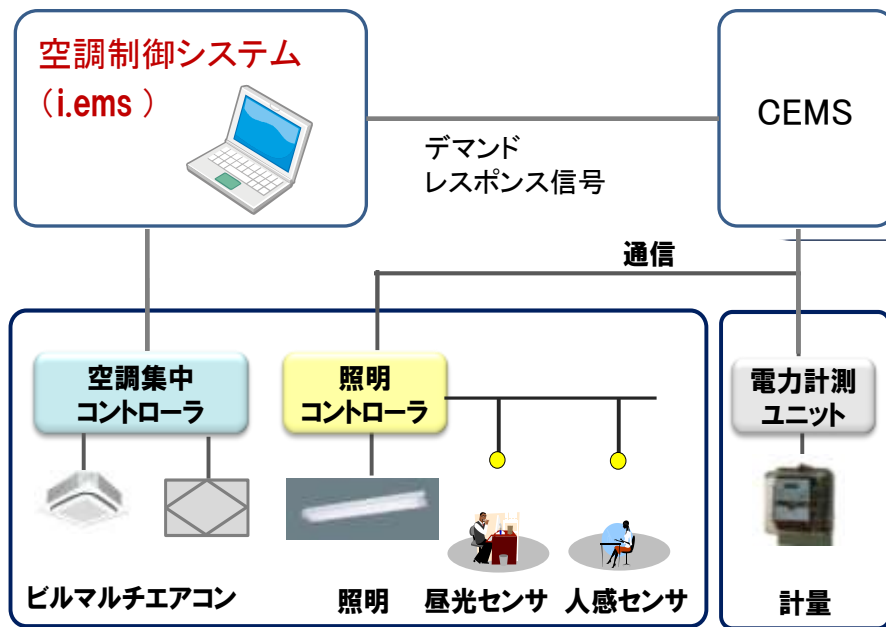 空調制御システム
（i.ems ）
CEMS
デマンド
レスポンス信号
通信
空調集中
コントローラ
照明
コントローラ
電力計測
ユニット
ビルマルチエアコン
照明
昼光センサ
人感センサ
計量